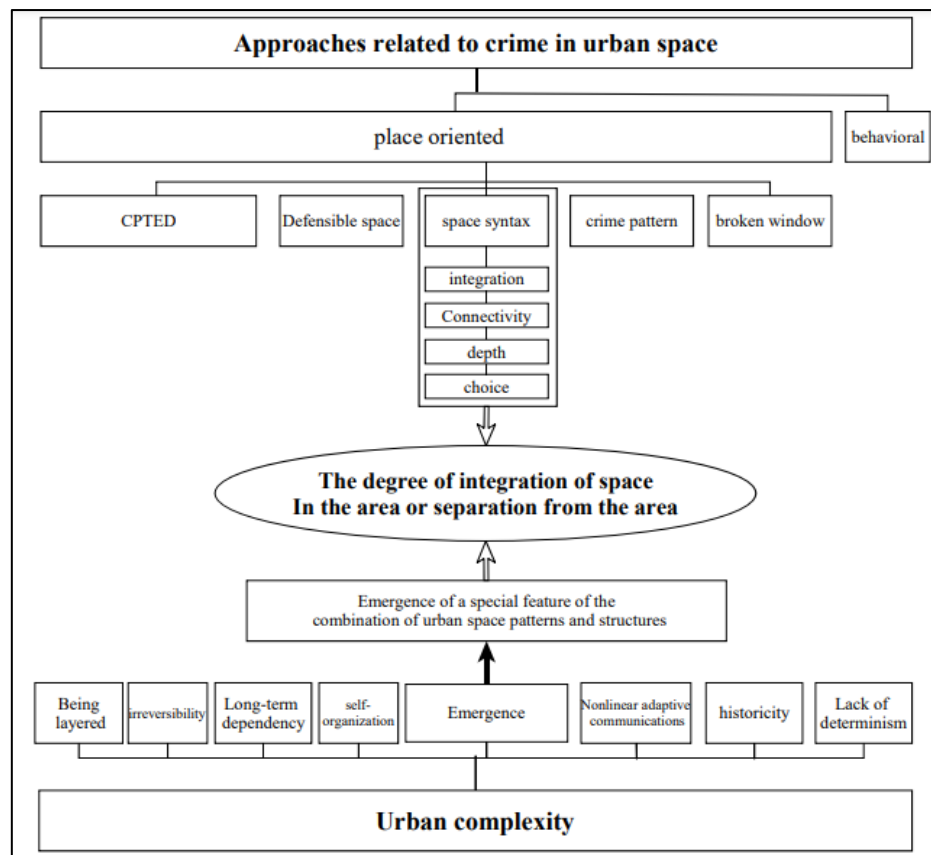 Approaches related to crime in urban space
place oriented
behavioral
CPTED
Defensible space
space syntax
crime pattern
broken window
integration
Connectivity
depth
choice
The degree of integration of space
In the area or separation from the area
Emergence of a special feature of the
combination of urban space patterns and structures
Being
layered
irreversibility
Long-term
dependency
self-
organization
Emergence
Nonlinear adaptive
communications
historicity
Lack of
determinism
Urban complexity